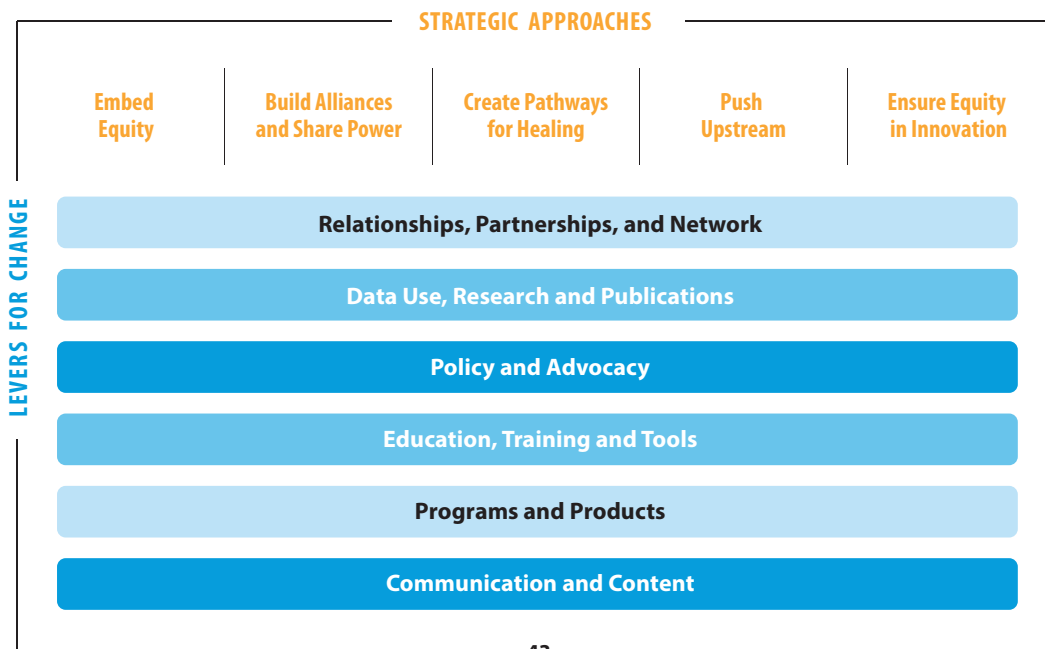 STRATEGIC APPROACHES
Embed
Equity
Build Alliances
and Share Power
Create Pathways
for Healing
Push
Upstream
Ensure Equity
in Innovation
LEVERS FOR CHANGE
Relationships, Partnerships, and Network
Data Use, Research and Publications
Policy and Advocacy
Education, Training and Tools
Programs and Products
Communication and Content